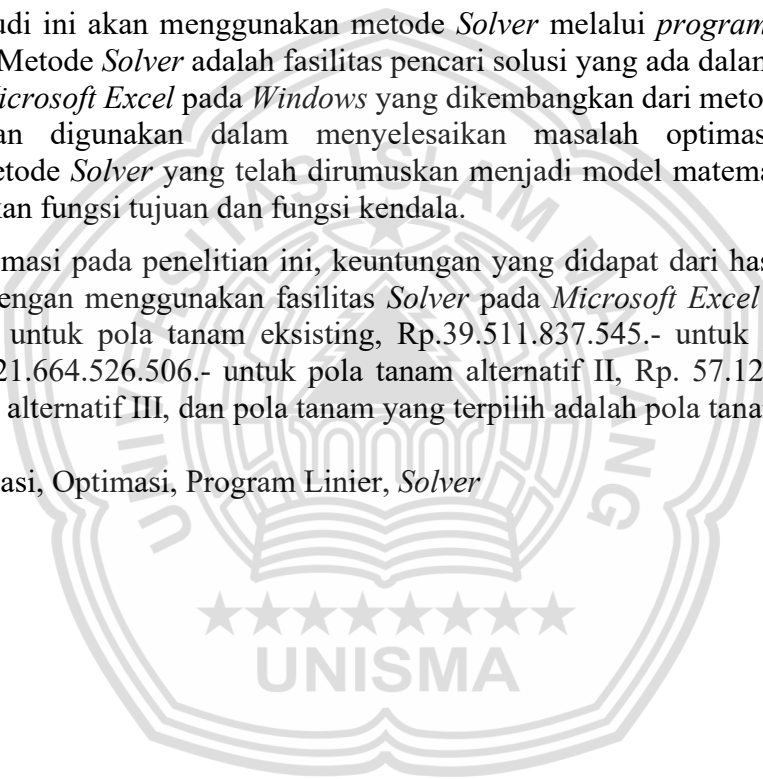 udi ini akan menggunakan metode Solver melalui program
Metode Solver adalah fasilitas pencari solusi yang ada dalam
icrosoft Excel pada Windows yang dikembangkan dari meto
an digunakan dalam menyelesaikan masalah optimas
etode Solver yang telah dirumuskan menjadi model matema
kan fungsi tujuan dan fungsi kendala.
masi pada penelitian ini, keuntungan yang didapat dari has
engan menggunakan fasilitas Solver pada Microsoft Excel
untuk pola tanam eksisting, Rp.39.511.837.545.- untuk
21.664.526.506.- untuk pola tanam alternatif II, Rp. 57.12
alternatif III, dan pola tanam yang terpilih adalah pola tana
asi, Optimasi, Program Linier, Solver
UNIVERSITAS ISLAM MALANG
UNISMA